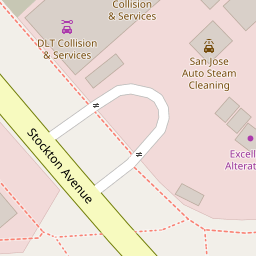 Collision
& Services
DLT Collision
& Services
San Jose
Auto Steam
Cleaning
Stockton Avenue
Excell
Alterat